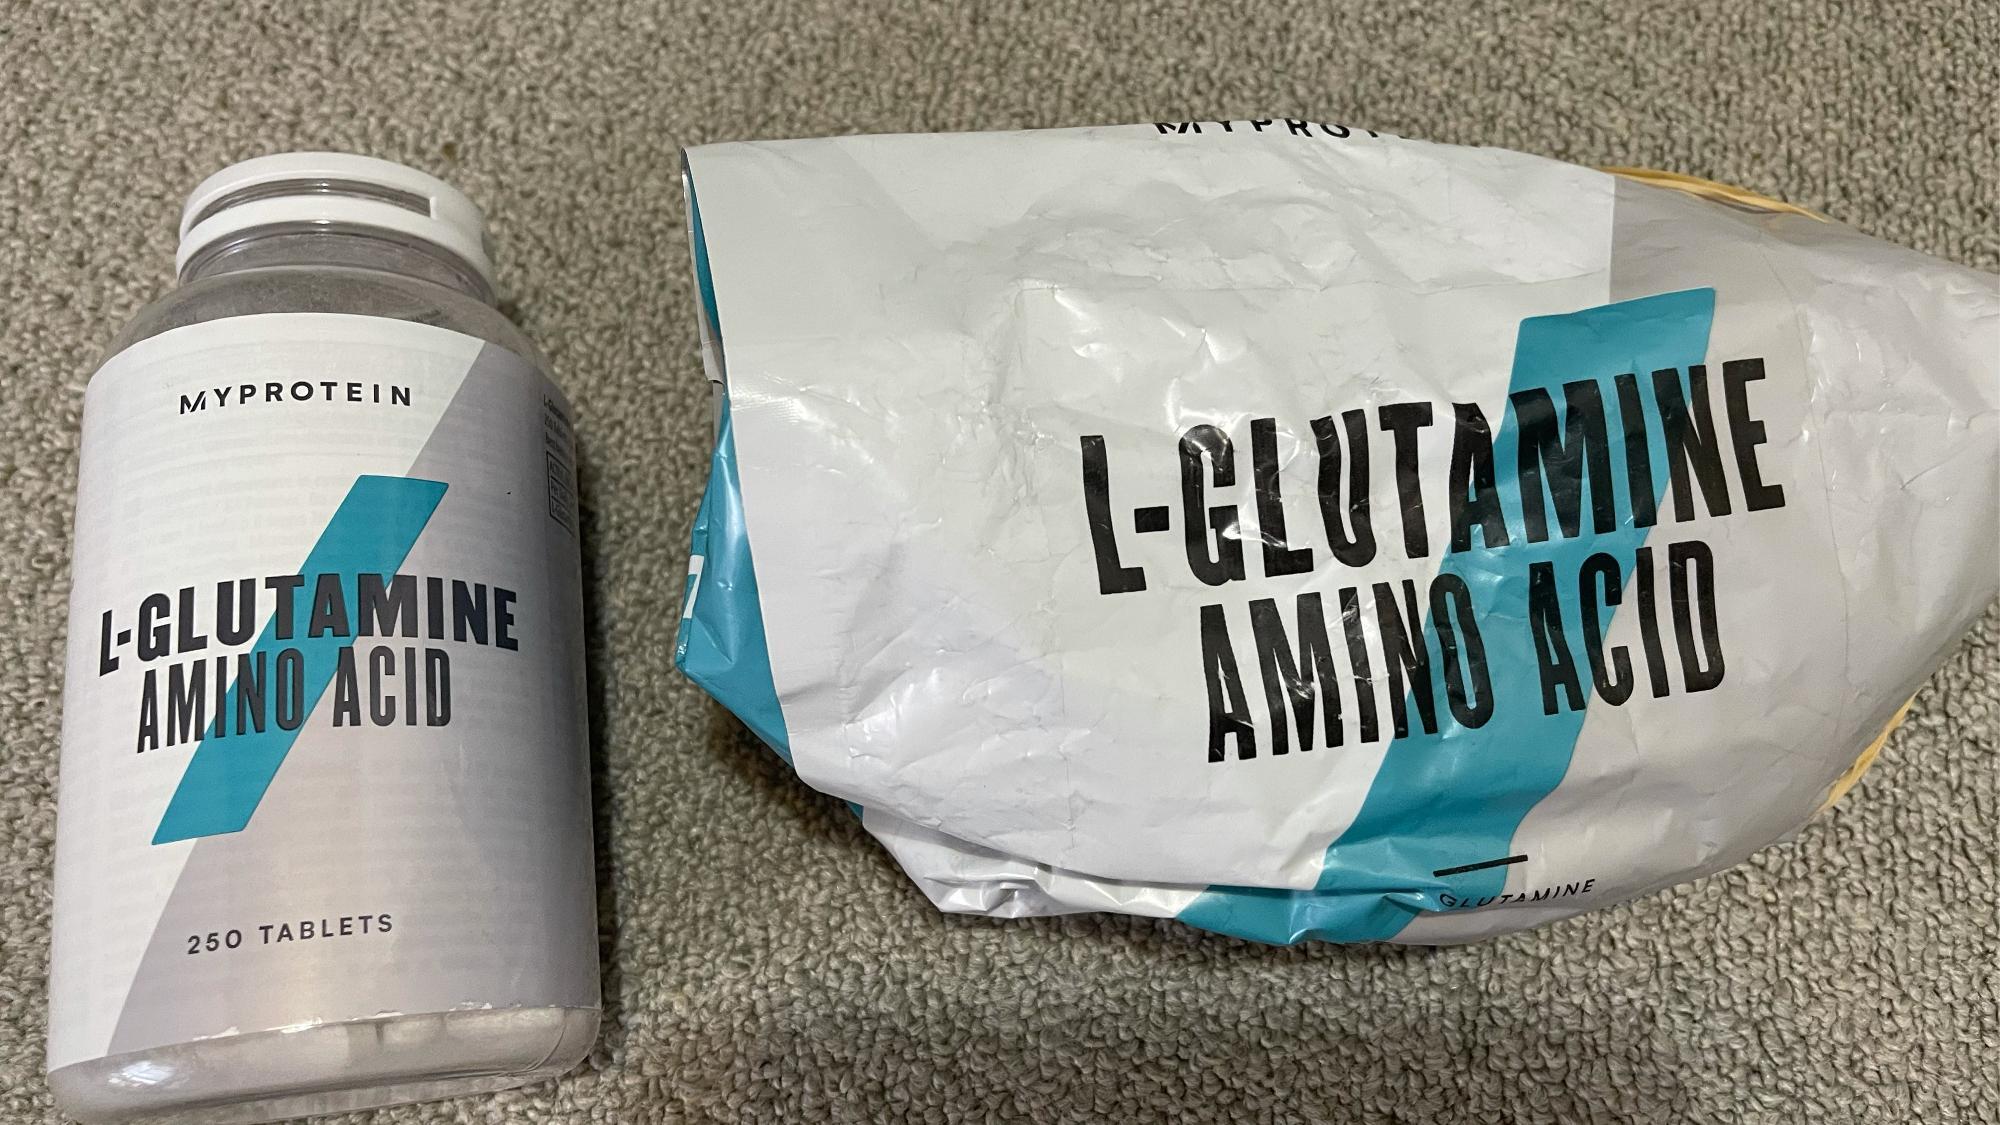 MYPROTEIN
L-GLUTAMINE
AMINO ACID
250 TABLETS
L-GLUTAMINE
AMINO ACID
GLUTAMINE